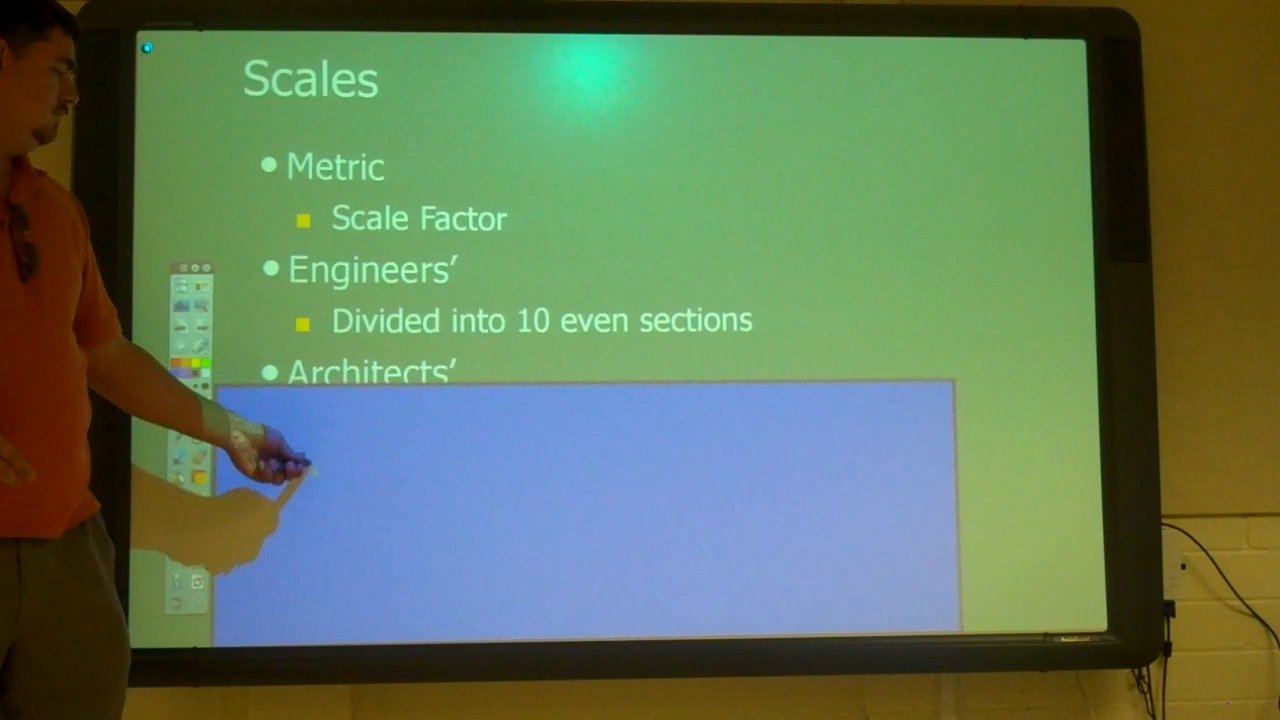 Scales
• Metric
▪ Scale Factor
• Engineers’
▪ Divided into 10 even sections
• Architects’